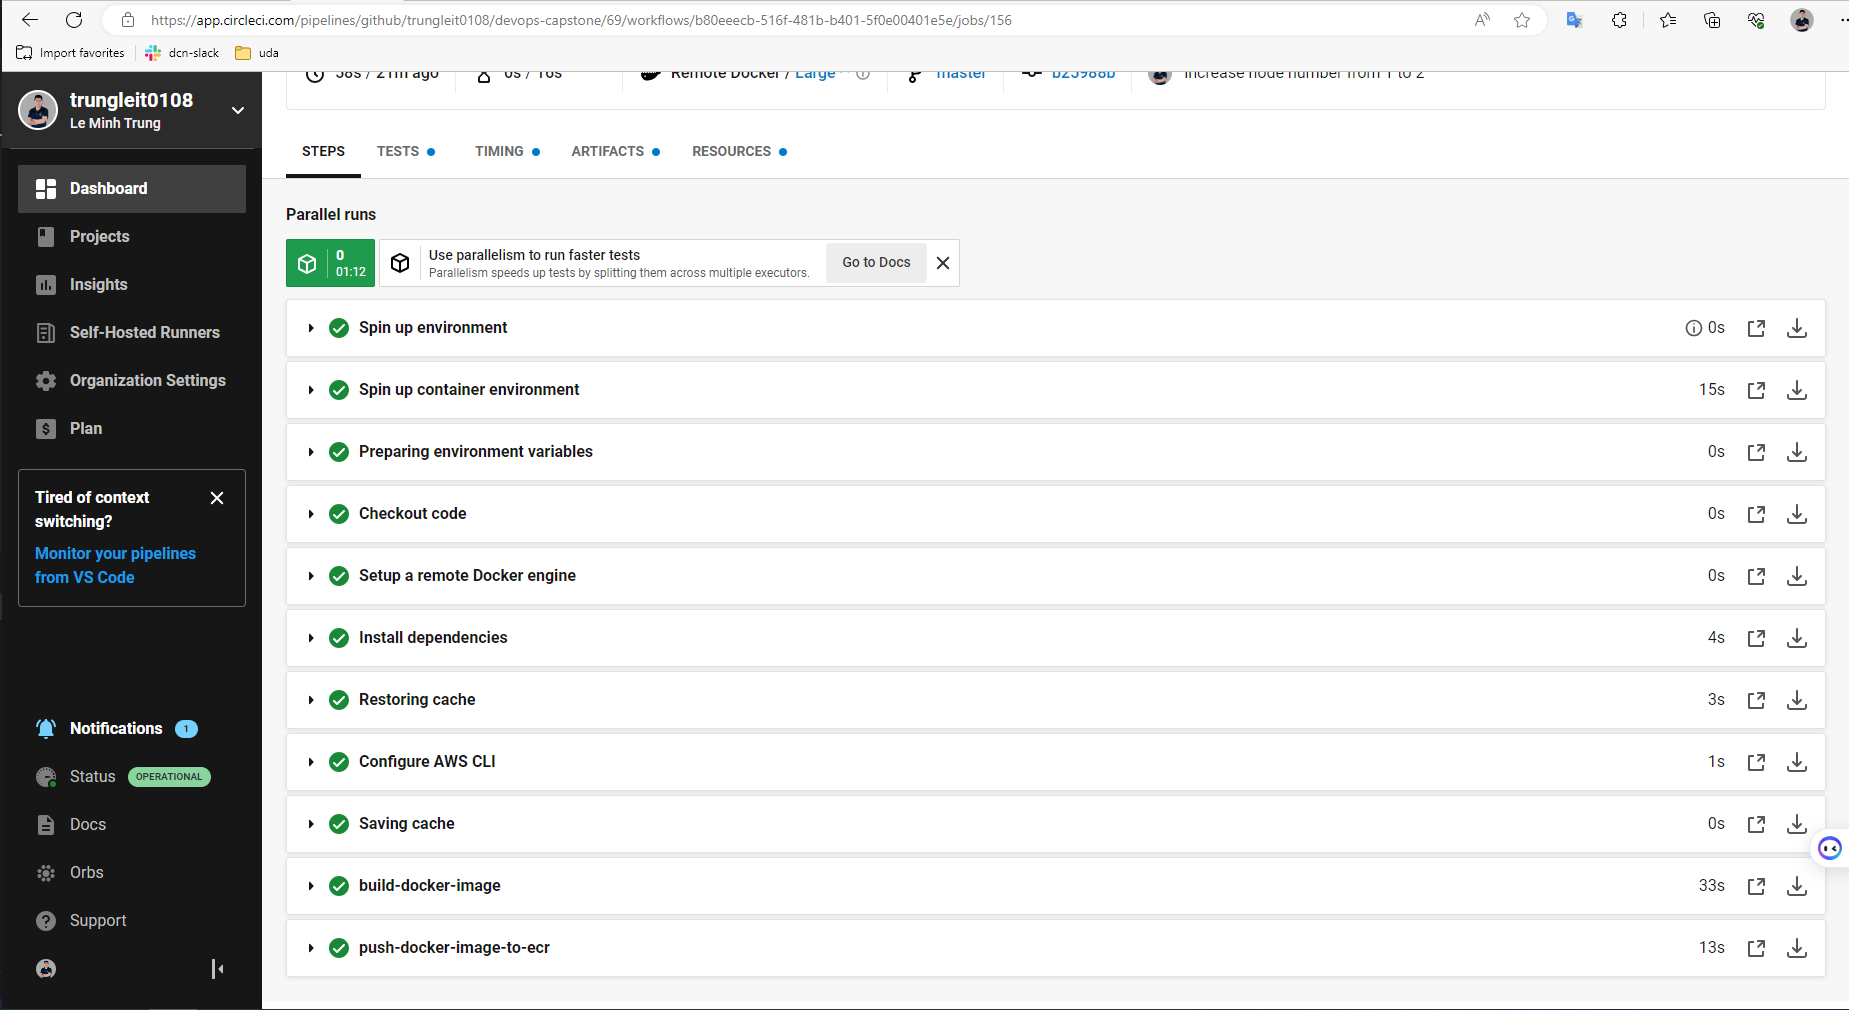 https://app.circleci.com/pipelines/github/trungleit0108/devops-capstone/69/workflows/b80eeecb-516f-481b-b401-5f0e00401e5e/jobs/156
Import favorites
dcn-slack
uda
trungleit0108
Le Minh Trung
Dashboard
Projects
Insights
Self-Hosted Runners
Organization Settings
Plan
Tired of context
switching?
Monitor your pipelines
from VS Code
Notifications 1
Status OPERATIONAL
Docs
Orbs
Support
58s / 21m ago
0s / 16s
Remote Docker / Large
master
b25988b
Increase node number from 1 to 2
STEPS
TESTS
TIMING
ARTIFACTS
RESOURCES
Parallel runs
0
01:12
Use parallelism to run faster tests
Parallelism speeds up tests by splitting them across multiple executors.
Go to Docs
Spin up environment 0s
Spin up container environment 15s
Preparing environment variables 0s
Checkout code 0s
Setup a remote Docker engine 0s
Install dependencies 4s
Restoring cache 3s
Configure AWS CLI 1s
Saving cache 0s
build-docker-image 33s
push-docker-image-to-ecr 13s